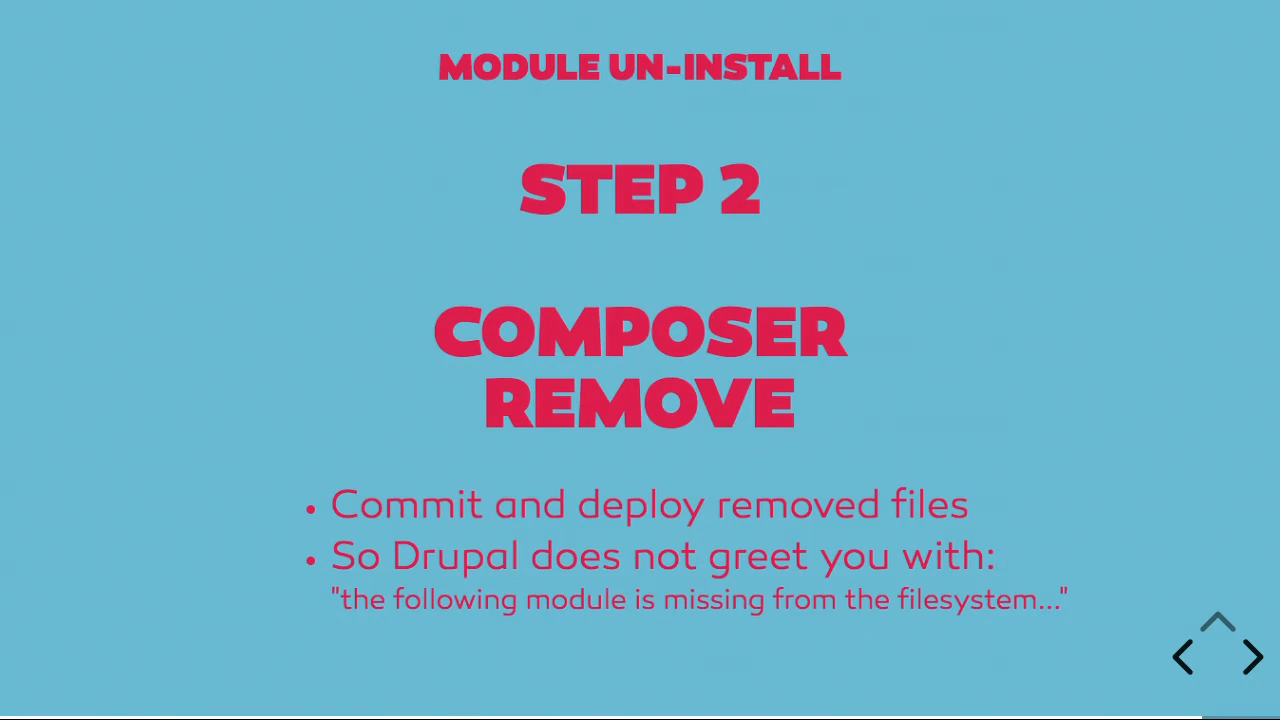 MODULE UN-INSTALL
STEP 2
COMPOSER
REMOVE
• Commit and deploy removed files
• So Drupal does not greet you with:
"the following module is missing from the filesystem..."